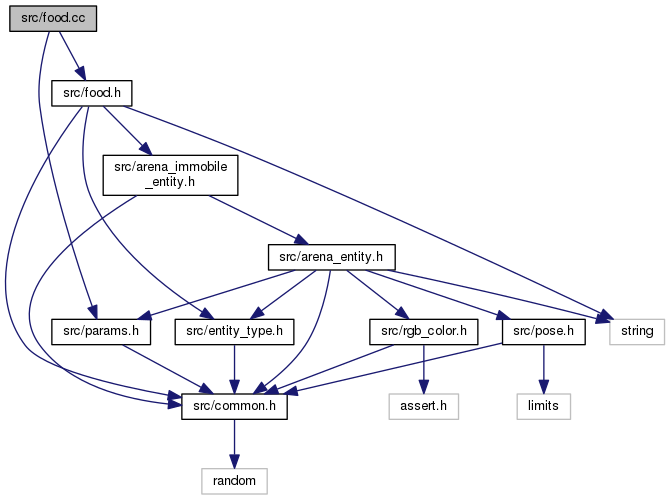 src/food.cc
src/food.h
src/arena_immobile
_entity.h
src/arena_entity.h
src/params.h
src/entity_type.h
src/rgb_color.h
src/pose.h
string
src/common.h
assert.h
limits
random